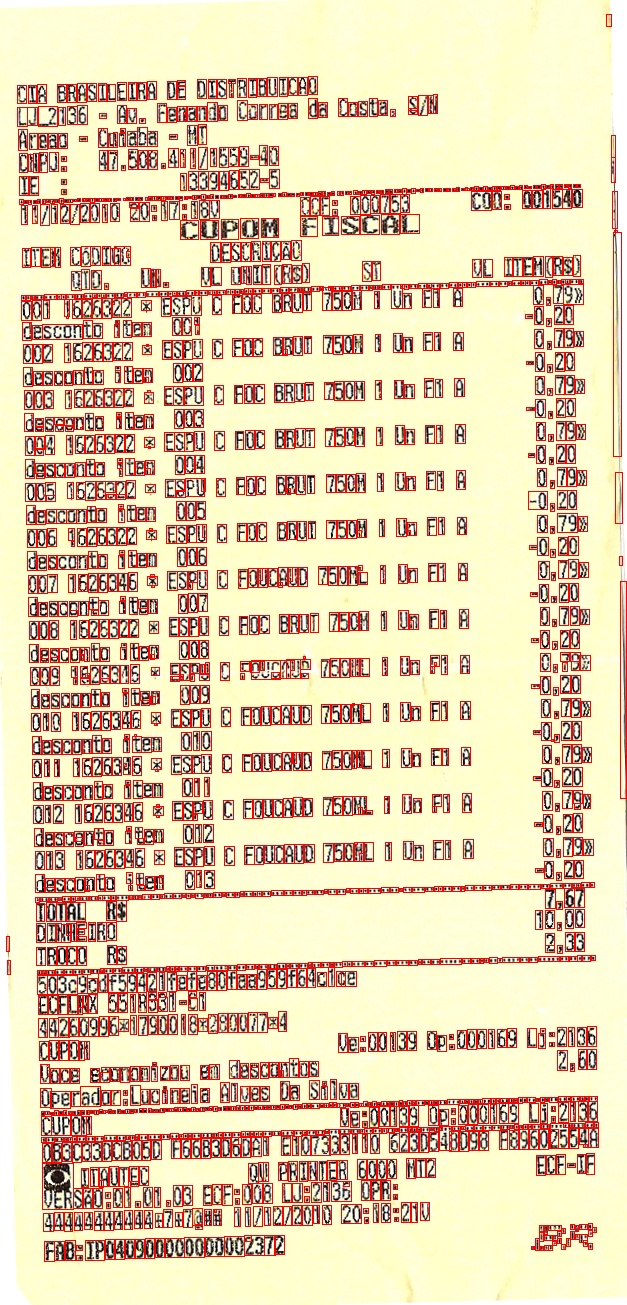 CIA BRASILEIRA DE DISTRIBUICAO
LJ_2136 - Av. Fenando Correa da Costa, S/N
Areao - Cuiaba - MT
CNPJ: 47.508.411/1559-40
IE : 13394652-5
11/12/2010 20:17:18V CCF: 000753 COO: 001540
CUPOM FISCAL
ITEM CÓDIGO DESCRIÇÃO
QTD. UN. VL UNIT(R$) ST VL ITEM(R$)
001 1626322 * ESPU C FOC BRUT 750M 1 Un F1 A 0,79»
desconto item 001 -0,20
002 1626322 * ESPU C FOC BRUT 750M 1 Un F1 A 0,79»
desconto item 002 -0,20
003 1626322 * ESPU C FOC BRUT 750M 1 Un F1 A 0,79»
desconto item 003 -0,20
004 1626322 * ESPU C FOC BRUT 750M 1 Un F1 A 0,79»
desconto item 004 -0,20
005 1626322 * ESPU C FOC BRUT 750M 1 Un F1 A 0,79»
desconto item 005 -0,20
006 1626322 * ESPU C FOC BRUT 750M 1 Un F1 A 0,79»
desconto item 006 -0,20
007 1626346 * ESPU C FOUCAUD 750ML 1 Un F1 A 0,79»
desconto item 007 -0,20
008 1626322 * ESPU C FOC BRUT 750M 1 Un F1 A 0,79»
desconto item 008 -0,20
009 1626346 * ESPU C FOUCAUD 750ML 1 Un F1 A 0,79»
desconto item 009 -0,20
010 1626346 * ESPU C FOUCAUD 750ML 1 Un F1 A 0,79»
desconto item 010 -0,20
011 1626346 * ESPU C FOUCAUD 750ML 1 Un F1 A 0,79»
desconto item 011 -0,20
012 1626346 * ESPU C FOUCAUD 750ML 1 Un F1 A 0,79»
desconto item 012 -0,20
013 1626346 * ESPU C FOUCAUD 750ML 1 Un F1 A 0,79»
desconto item 013 -0,20
TOTAL R$ 7,67
DINHEIRO 10,00
TROCO R$ 2,33
503c9cdf59421fefe80faa959f64c1ce
ECFLNX 551R331-C1
44260996*1790018*280077*4
CUPOM Ve:00139 Op:000169 Lj:2136
Voce economizou em descontos 2,60
Operador:Lucineia Alves Da Silva
CUPOM Ve:00139 Op:000169 Lj:2136
0B3C33DCB05D F66B3D6DA1 E107333110 623D548D98 F89602554A
ITAUTEC QW PRINTER 6000 MT2 ECF-IF
VERSÃO:01.01.03 ECF:008 LJ:2136 OPR:
11/12/2010 20:18:21V
FAB:IP040900000000002372
BR